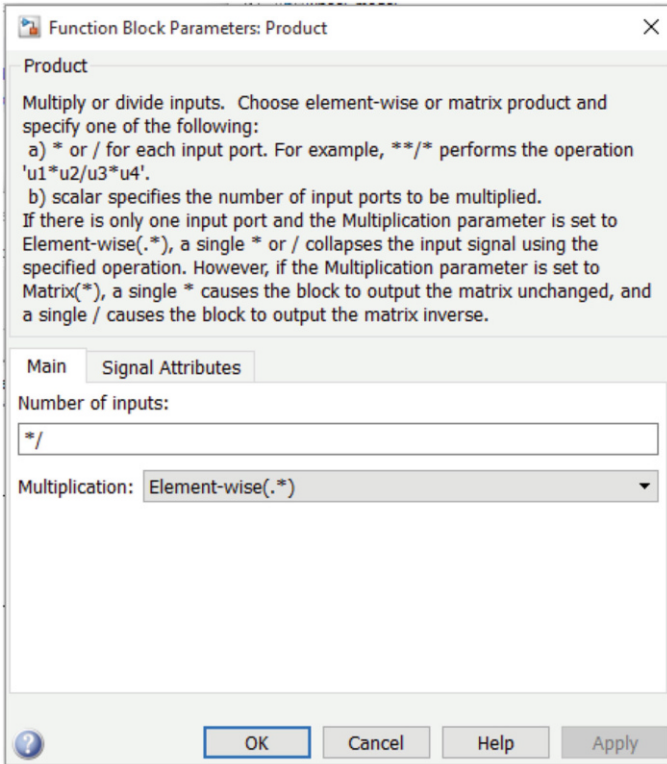 Function Block Parameters: Product
Product
Multiply or divide inputs.  Choose element-wise or matrix product and
specify one of the following:
a) * or / for each input port. For example, **/* performs the operation
'u1*u2/u3*u4'.
b) scalar specifies the number of input ports to be multiplied.
If there is only one input port and the Multiplication parameter is set to
Element-wise(.*), a single * or / collapses the input signal using the
specified operation. However, if the Multiplication parameter is set to
Matrix(*), a single * causes the block to output the matrix unchanged, and
a single / causes the block to output the matrix inverse.
Main Signal Attributes
Number of inputs:
*/
Multiplication: Element-wise(.*)
OK Cancel Help Apply